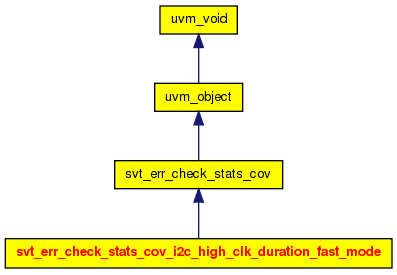 uvm_void
uvm_object
svt_err_check_stats_cov
svt_err_check_stats_cov_i2c_high_clk_duration_fast_mode